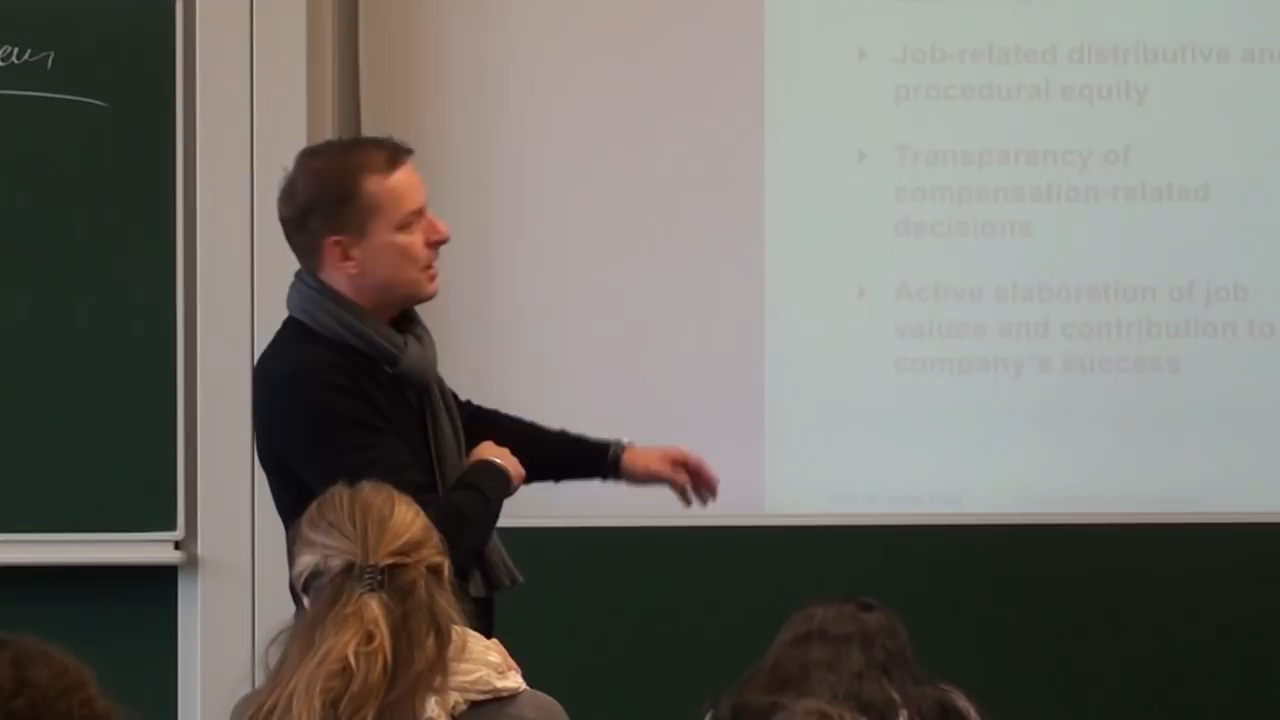 Job-related distributive and
procedural equity
Transparency of
compensation-related
decisions
Active elaboration of job
values and contribution to
company's success